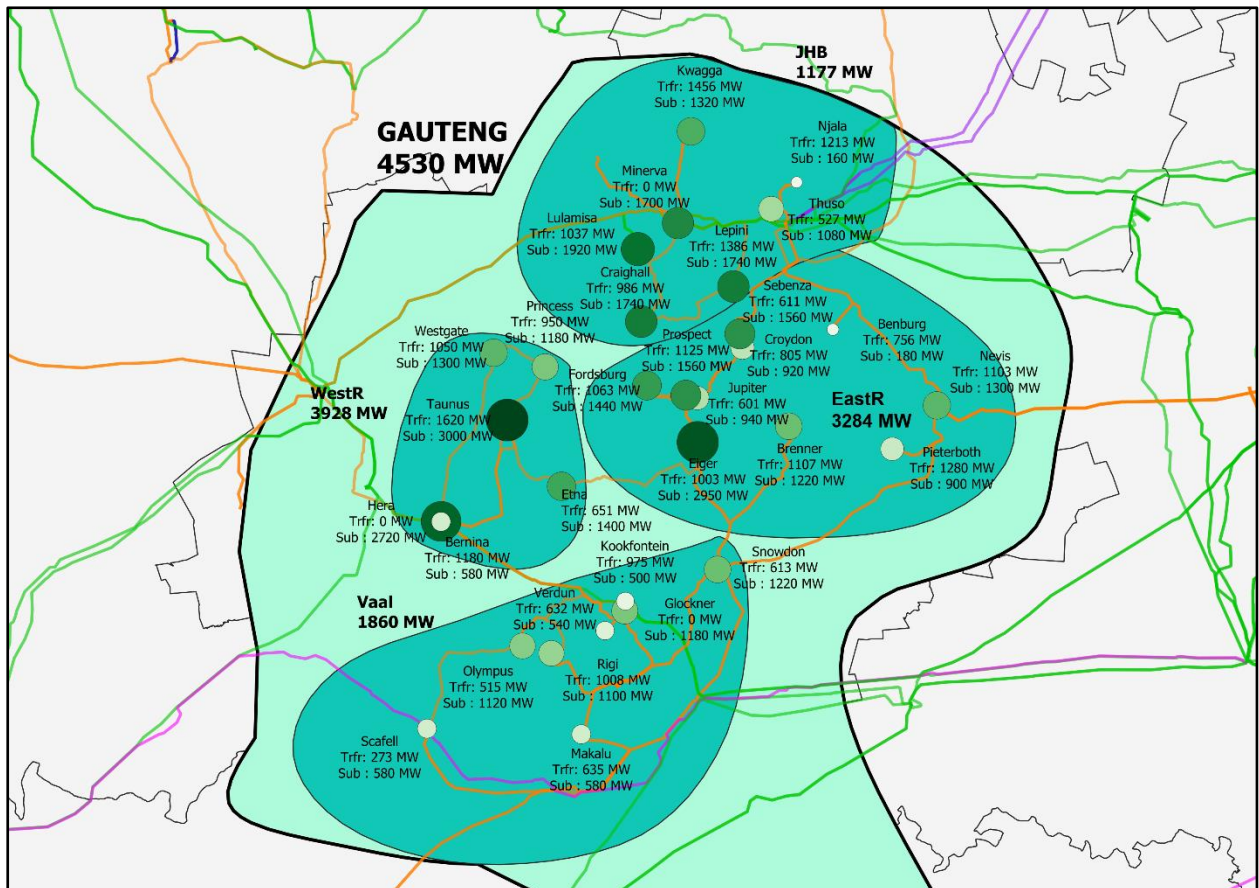 JHB
1177 MW
Kwagga
Trfr: 1456 MW
Sub : 1320 MW
GAUTENG
4530 MW
Njala
Trfr: 1213 MW
Sub : 160 MW
Minerva
Trfr: 0 MW
Sub : 1700 MW
Thuso
Trfr: 527 MW
Sub : 1080 MW
Lulamisa
Trfr: 1037 MW
Sub : 1920 MW
Lepini
Trfr: 1386 MW
Sub : 1740 MW
Craighall
Trfr: 986 MW
Sub : 1740 MW
Sebenza
Trfr: 611 MW
Sub : 1560 MW
Princess
Trfr: 950 MW
Sub : 1180 MW
Westgate
Trfr: 1050 MW
Sub : 1300 MW
Prospect
Trfr: 1125 MW
Sub : 1560 MW
Croydon
Trfr: 805 MW
Sub : 920 MW
Benburg
Trfr: 756 MW
Sub : 180 MW
Nevis
Trfr: 1103 MW
Sub : 1300 MW
Fordsburg
Trfr: 1063 MW
Sub : 1440 MW
WestR
3928 MW
Taunus
Trfr: 1620 MW
Sub : 3000 MW
Jupiter
Trfr: 601 MW
Sub : 940 MW
EastR
3284 MW
Brenner
Trfr: 1107 MW
Sub : 1220 MW
Pieterboth
Trfr: 1280 MW
Sub : 900 MW
Eiger
Trfr: 1003 MW
Sub : 2950 MW
Etna
Trfr: 651 MW
Sub : 1400 MW
Hera
Trfr: 0 MW
Sub : 2720 MW
Bernina
Trfr: 1180 MW
Sub : 580 MW
Kookfontein
Trfr: 975 MW
Sub : 500 MW
Snowdon
Trfr: 613 MW
Sub : 1220 MW
Vaal
1860 MW
Verdun
Trfr: 632 MW
Sub : 540 MW
Glockner
Trfr: 0 MW
Sub : 1180 MW
Olympus
Trfr: 515 MW
Sub : 1120 MW
Rigi
Trfr: 1008 MW
Sub : 1100 MW
Scafell
Trfr: 273 MW
Sub : 580 MW
Makalu
Trfr: 635 MW
Sub : 580 MW